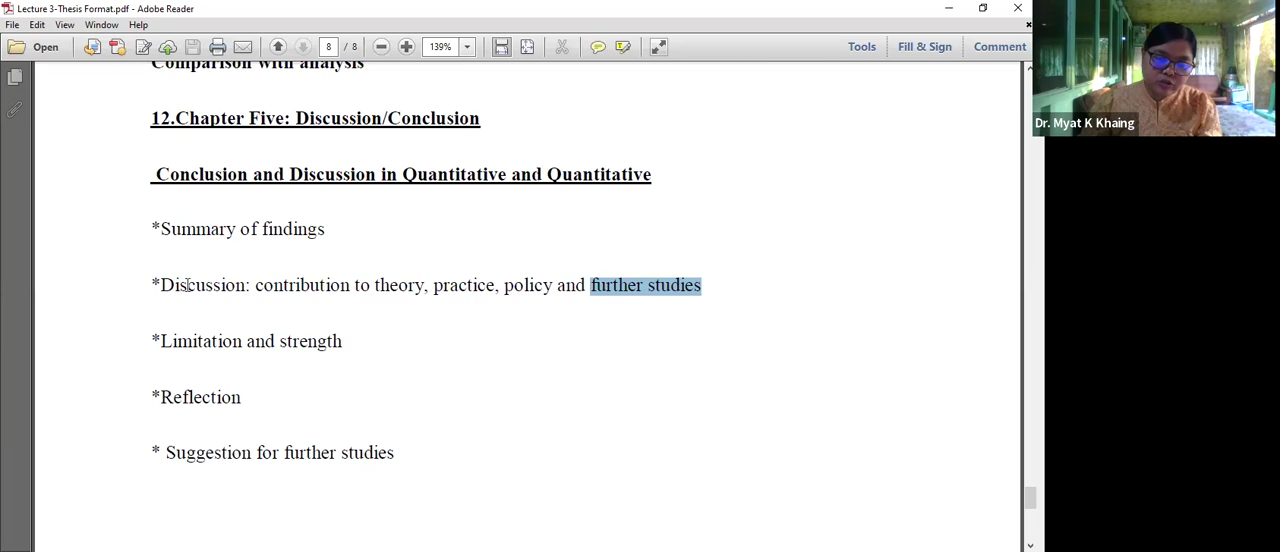 Lecture 3-Thesis Format.pdf - Adobe Reader
File Edit View Window Help
Open 8 / 8 139% Tools Fill & Sign Comment
Comparison with analysis
12.Chapter Five: Discussion/Conclusion
Conclusion and Discussion in Quantitative and Quantitative
*Summary of findings
*Discussion: contribution to theory, practice, policy and further studies
*Limitation and strength
*Reflection
* Suggestion for further studies
Dr. Myat K Khaing